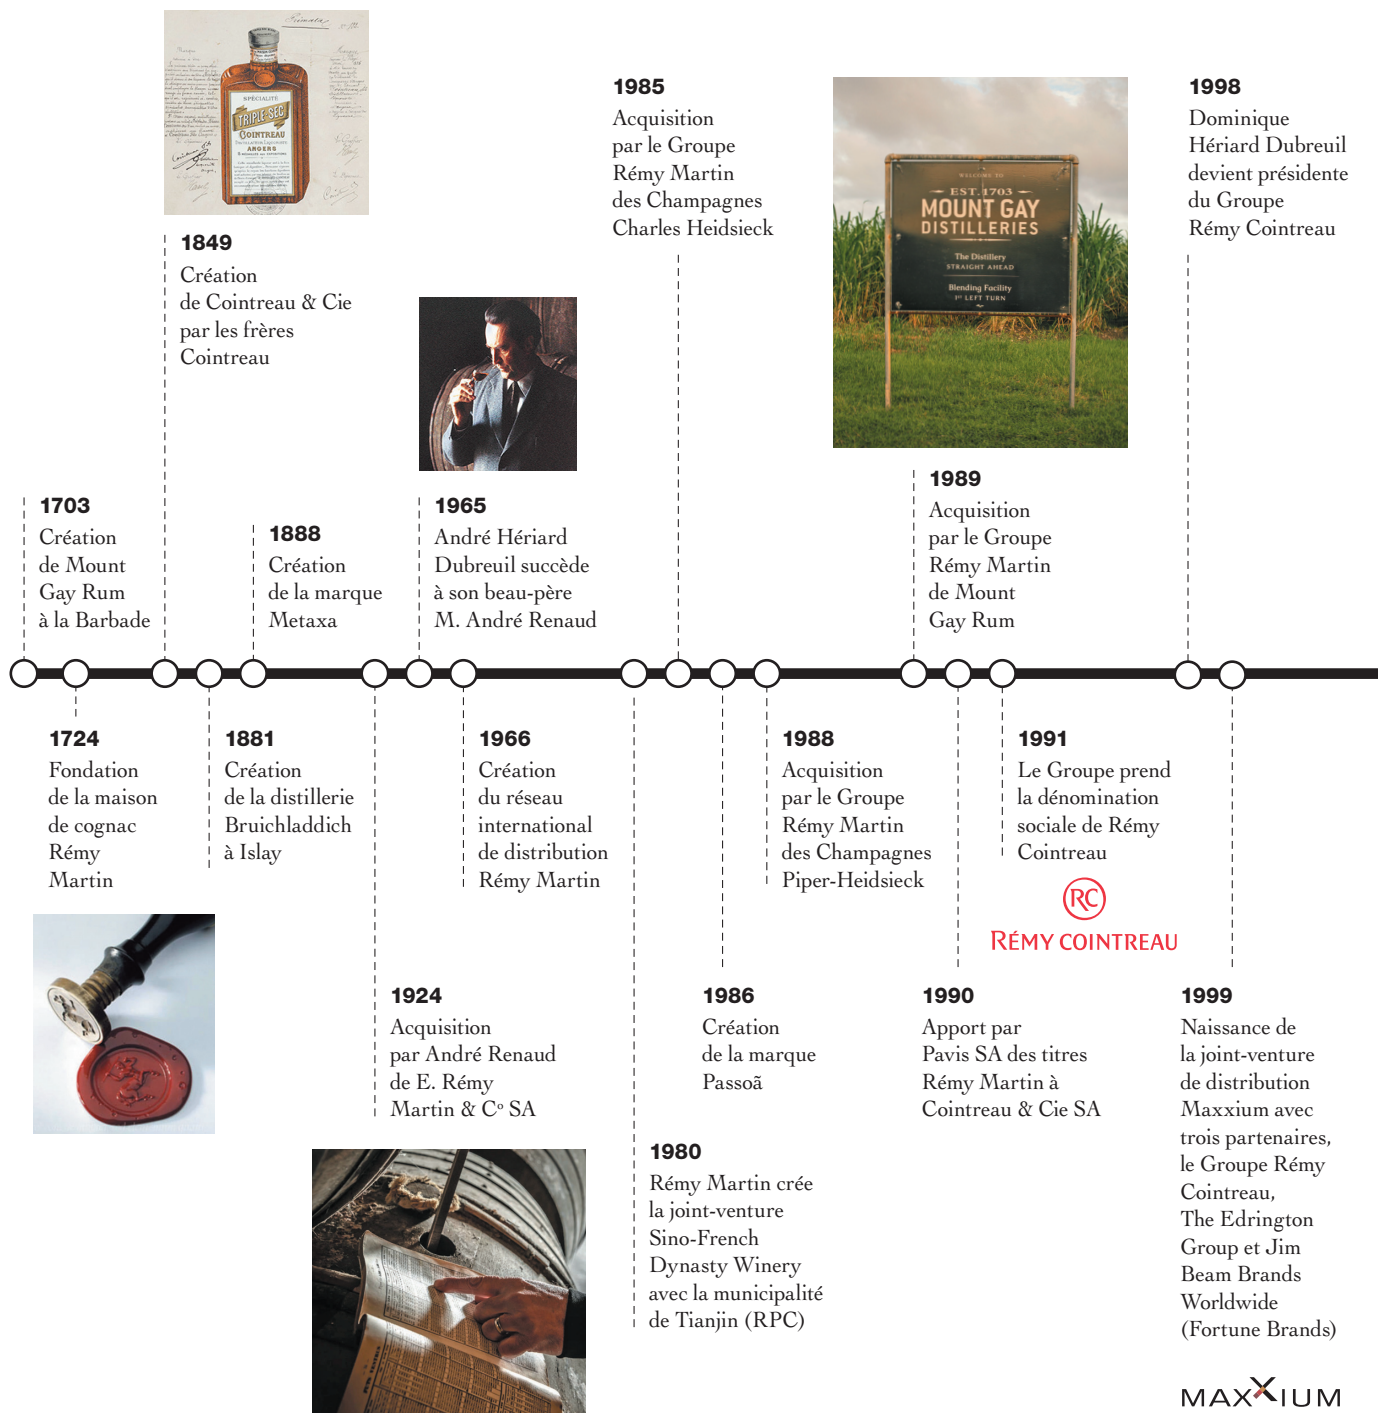 SPÉCIALITÉ
TRIPLE-SEC
COINTREAU
ANGERS
1849
Création
de Cointreau & Cie
par les frères
Cointreau
1985
Acquisition
par le Groupe
Rémy Martin
des Champagnes
Charles Heidsieck
WELCOME TO
EST. 1703
MOUNT GAY
DISTILLERIES
The Distillery
STRAIGHT AHEAD
Blending Facility
1ST LEFT TURN
1998
Dominique
Hériard Dubreuil
devient présidente
du Groupe
Rémy Cointreau
1703
Création
de Mount
Gay Rum
à la Barbade
1888
Création
de la marque
Metaxa
1965
André Hériard
Dubreuil succède
à son beau-père
M. André Renaud
1989
Acquisition
par le Groupe
Rémy Martin
de Mount
Gay Rum
1724
Fondation
de la maison
de cognac
Rémy
Martin
1881
Création
de la distillerie
Bruichladdich
à Islay
1966
Création
du réseau
international
de distribution
Rémy Martin
1988
Acquisition
par le Groupe
Rémy Martin
des Champagnes
Piper-Heidsieck
1991
Le Groupe prend
la dénomination
sociale de Rémy
Cointreau
RC
RÉMY COINTREAU
1924
Acquisition
par André Renaud
de E. Rémy
Martin & Cº SA
1986
Création
de la marque
Passoã
1990
Apport par
Pavis SA des titres
Rémy Martin à
Cointreau & Cie SA
1999
Naissance de
la joint-venture
de distribution
Maxxium avec
trois partenaires,
le Groupe Rémy
Cointreau,
The Edrington
Group et Jim
Beam Brands
Worldwide
(Fortune Brands)
1980
Rémy Martin crée
la joint-venture
Sino-French
Dynasty Winery
avec la municipalité
de Tianjin (RPC)
MAXXIUM